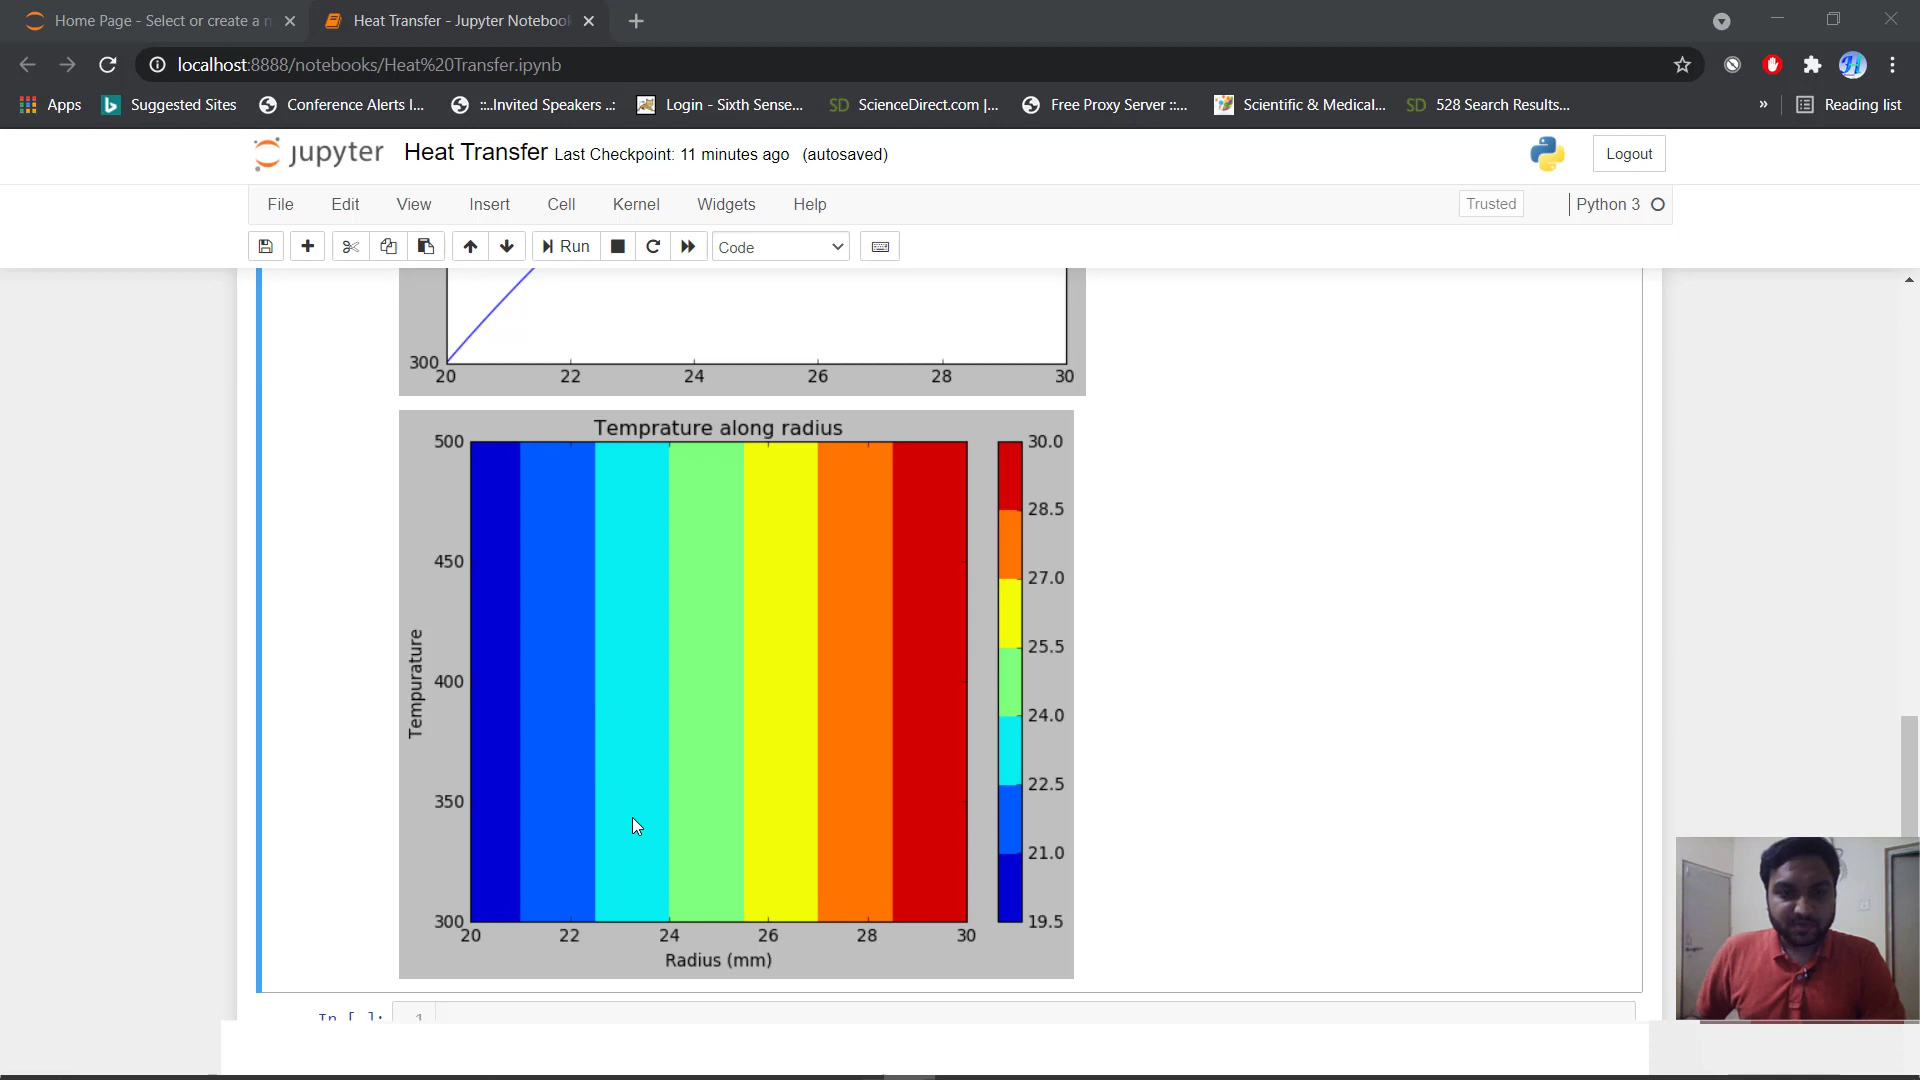 Home Page - Select or create a n
Heat Transfer - Jupyter Notebook
localhost:8888/notebooks/Heat%20Transfer.ipynb
Apps
Suggested Sites
Conference Alerts I...
::..Invited Speakers ..:
Login - Sixth Sense...
SD ScienceDirect.com |...
Free Proxy Server ::...
Scientific & Medical...
SD 528 Search Results...
»
Reading list
jupyter Heat Transfer Last Checkpoint: 11 minutes ago (autosaved)
Logout
File Edit View Insert Cell Kernel Widgets Help
Trusted
Python 3
Run
Code
300
20 22 24 26 28 30
Temprature along radius
500
450
400
350
300
Tempurature
20 22 24 26 28 30
Radius (mm)
30.0
28.5
27.0
25.5
24.0
22.5
21.0
19.5
In [ ]: 1